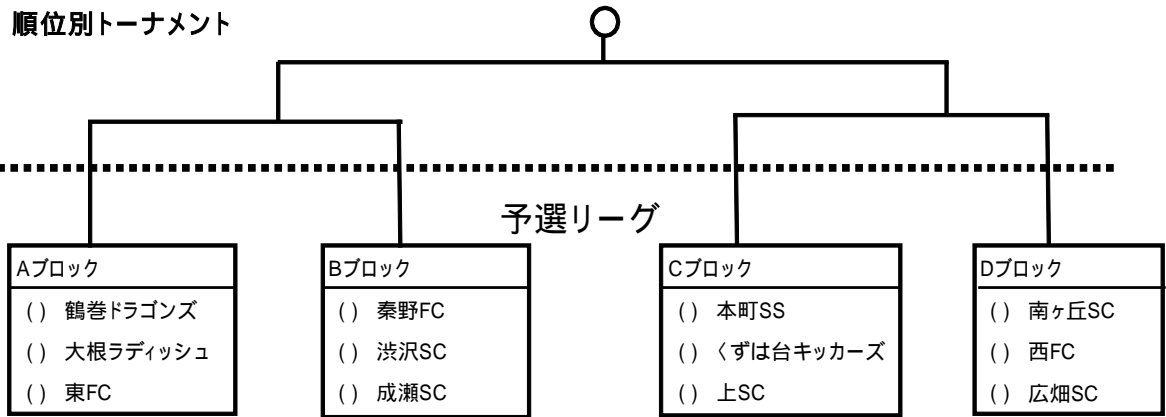 順位別トーナメント
予選リーグ
Aブロック
( ) 鶴巻ドラゴンズ
( ) 大根ラディッシュ
( ) 東FC
Bブロック
( ) 秦野FC
( ) 渋沢SC
( ) 成瀬SC
Cブロック
( ) 本町SS
( ) くずは台キッカーズ
( ) 上SC
Dブロック
( ) 南ヶ丘SC
( ) 西FC
( ) 広畑SC